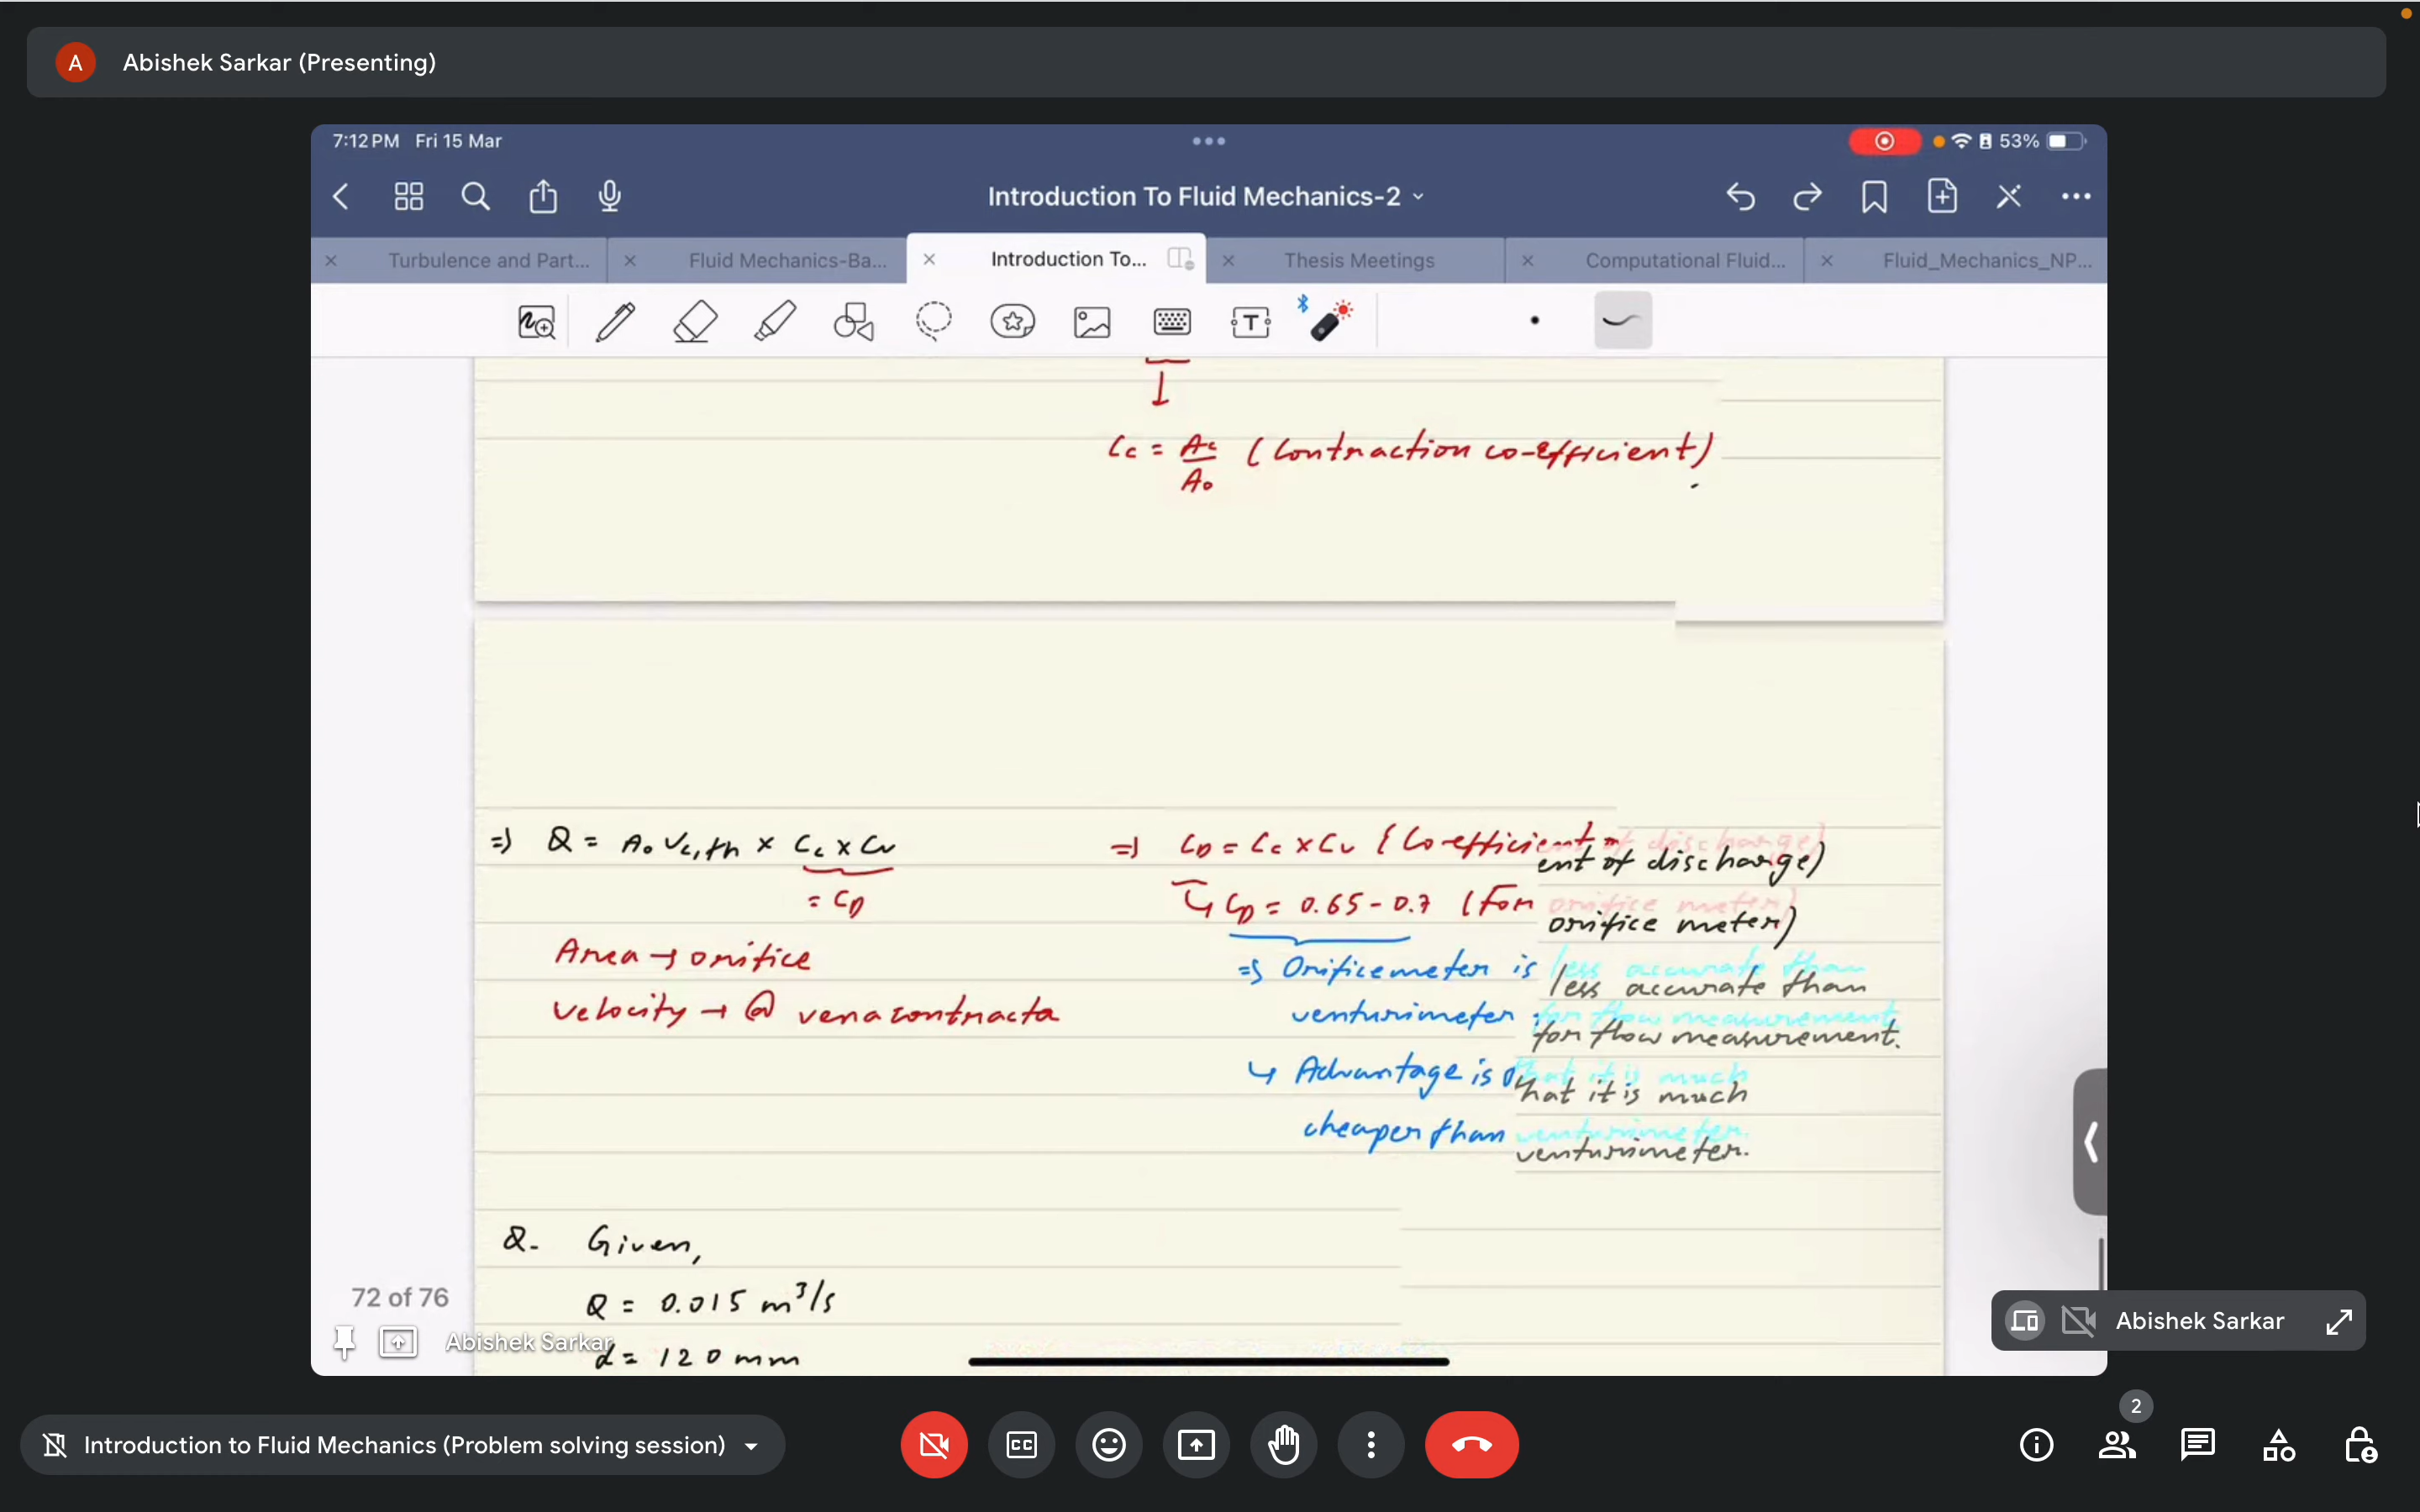 A Abishek Sarkar (Presenting)
7:12 PM Fri 15 Mar
53%
Introduction To Fluid Mechanics-2
Turbulence and Part...
Fluid Mechanics-Ba...
Introduction To...
Thesis Meetings
Computational Fluid...
Fluid_Mechanics_NP...
T
Cc = Ac/Ao (Contraction co-efficient)
=> Q = Ao Vc,th × Cc × Cv
= CD
Area → orifice
Velocity → @ venacontracta
=> CD = Cc × Cv {Co-efficient of discharge)
↳ CD = 0.65 - 0.7 (For orifice meter)
=> Orificemeter is less accurate than
venturimeter for flow measurement.
↳ Advantage is that it is much
cheaper than venturimeter.
Q. Given,
Q = 0.015 m³/s
d = 120 mm
72 of 76
Abishek Sarkar
Abishek Sarkar
Introduction to Fluid Mechanics (Problem solving session)
CC
2